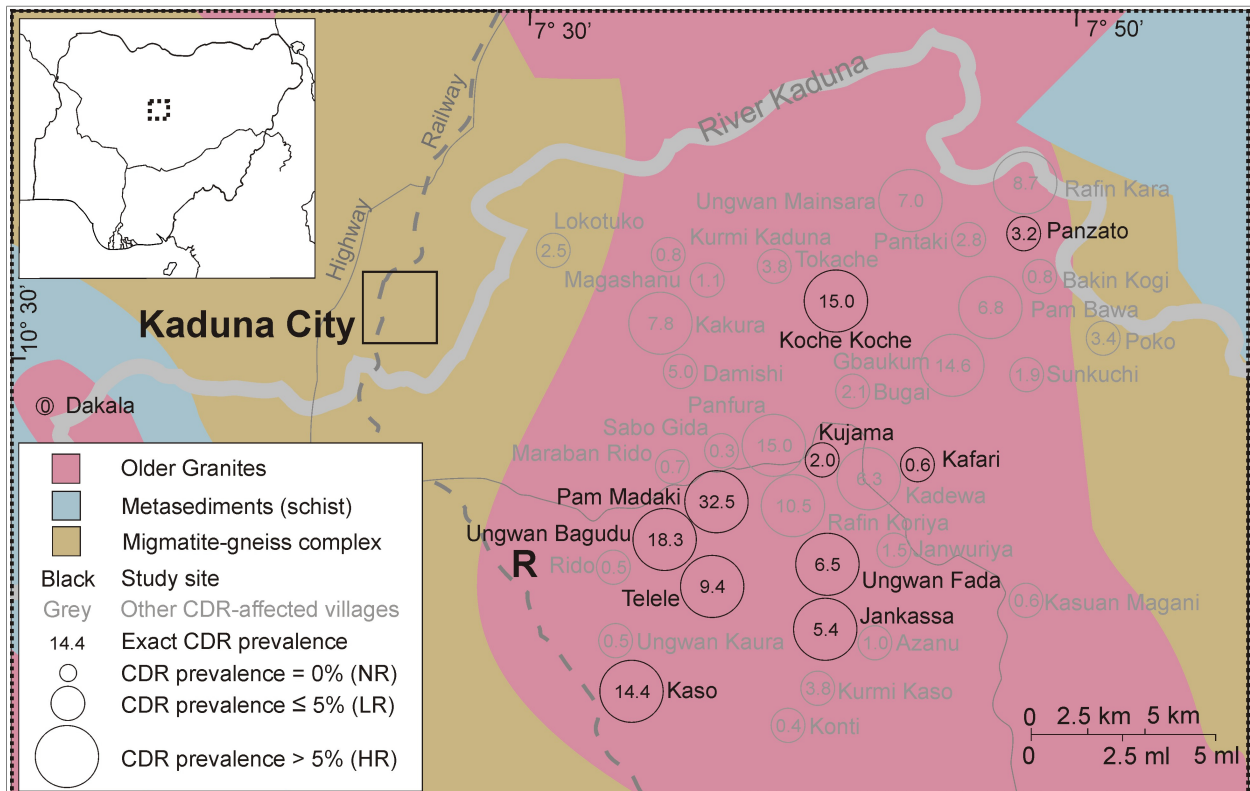 7° 30’
7° 50’
River Kaduna
Railway
Highway
8.7
Rafin Kara
Ungwan Mainsara
7.0
Lokotuko
2.5
Kurmi Kaduna
0.8
Pantaki
2.8
3.2
Panzato
Tokache
3.8
Magashanu
1.1
0.8
Bakin Kogi
10° 30’
15.0
Koche Koche
6.8
Pam Bawa
Kaduna City
7.8
Kakura
3.4
Poko
Gbaukum
14.6
5.0
Damishi
1.9
Sunkuchi
2.1
Bugai
0
Dakala
Panfura
15.0
Sabo Gida
0.3
Kujama
2.0
Maraban Rido
0.7
0.6
Kafari
6.3
Kadewa
Pam Madaki
32.5
10.5
Rafin Koriya
Ungwan Bagudu
18.3
1.5
Janwuriya
R
Rido
0.5
6.5
Ungwan Fada
Telele
9.4
0.6
Kasuan Magani
5.4
Jankassa
0.5
Ungwan Kaura
1.0
Azanu
14.4
Kaso
3.8
Kurmi Kaso
0.4
Konti
Older Granites
Metasediments (schist)
Migmatite-gneiss complex
Black Study site
Grey Other CDR-affected villages
14.4 Exact CDR prevalence
CDR prevalence = 0% (NR)
CDR prevalence ≤ 5% (LR)
CDR prevalence > 5% (HR)
0 2.5 km 5 km
0 2.5 ml 5 ml